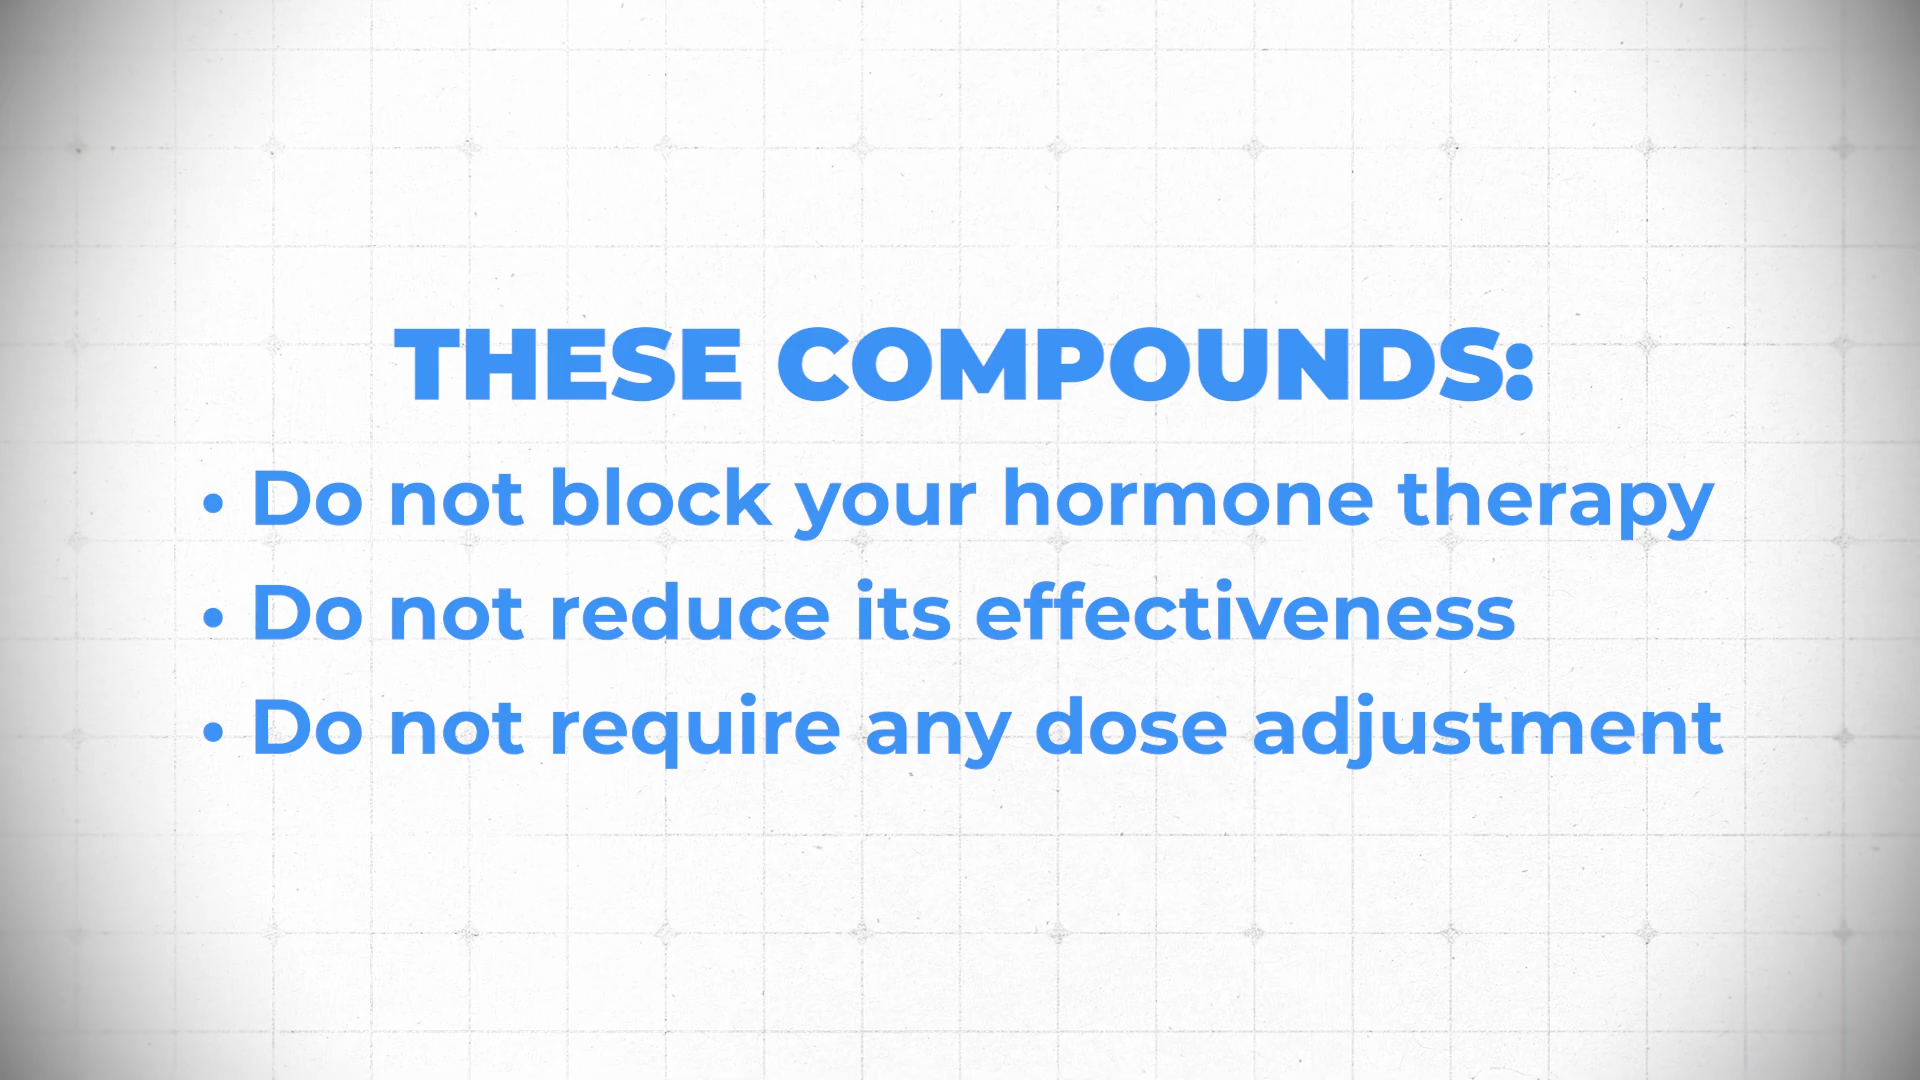 THESE COMPOUNDS:
• Do not block your hormone therapy
• Do not reduce its effectiveness
• Do not require any dose adjustment